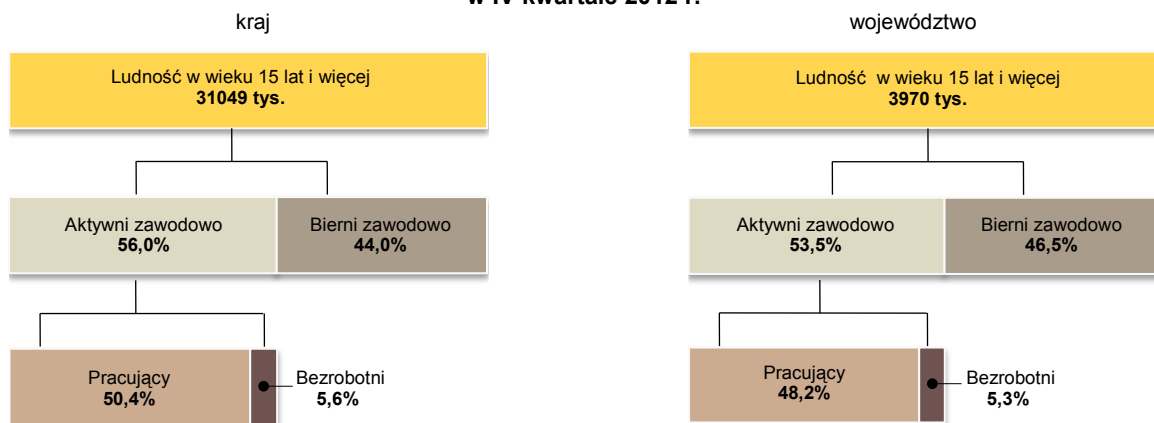 kraj
województwo
Ludność w wieku 15 lat i więcej
31049 tys.
Ludność w wieku 15 lat i więcej
3970 tys.
Aktywni zawodowo
56,0%
Bierni zawodowo
44,0%
Aktywni zawodowo
53,5%
Bierni zawodowo
46,5%
Pracujący
50,4%
Bezrobotni
5,6%
Pracujący
48,2%
Bezrobotni
5,3%